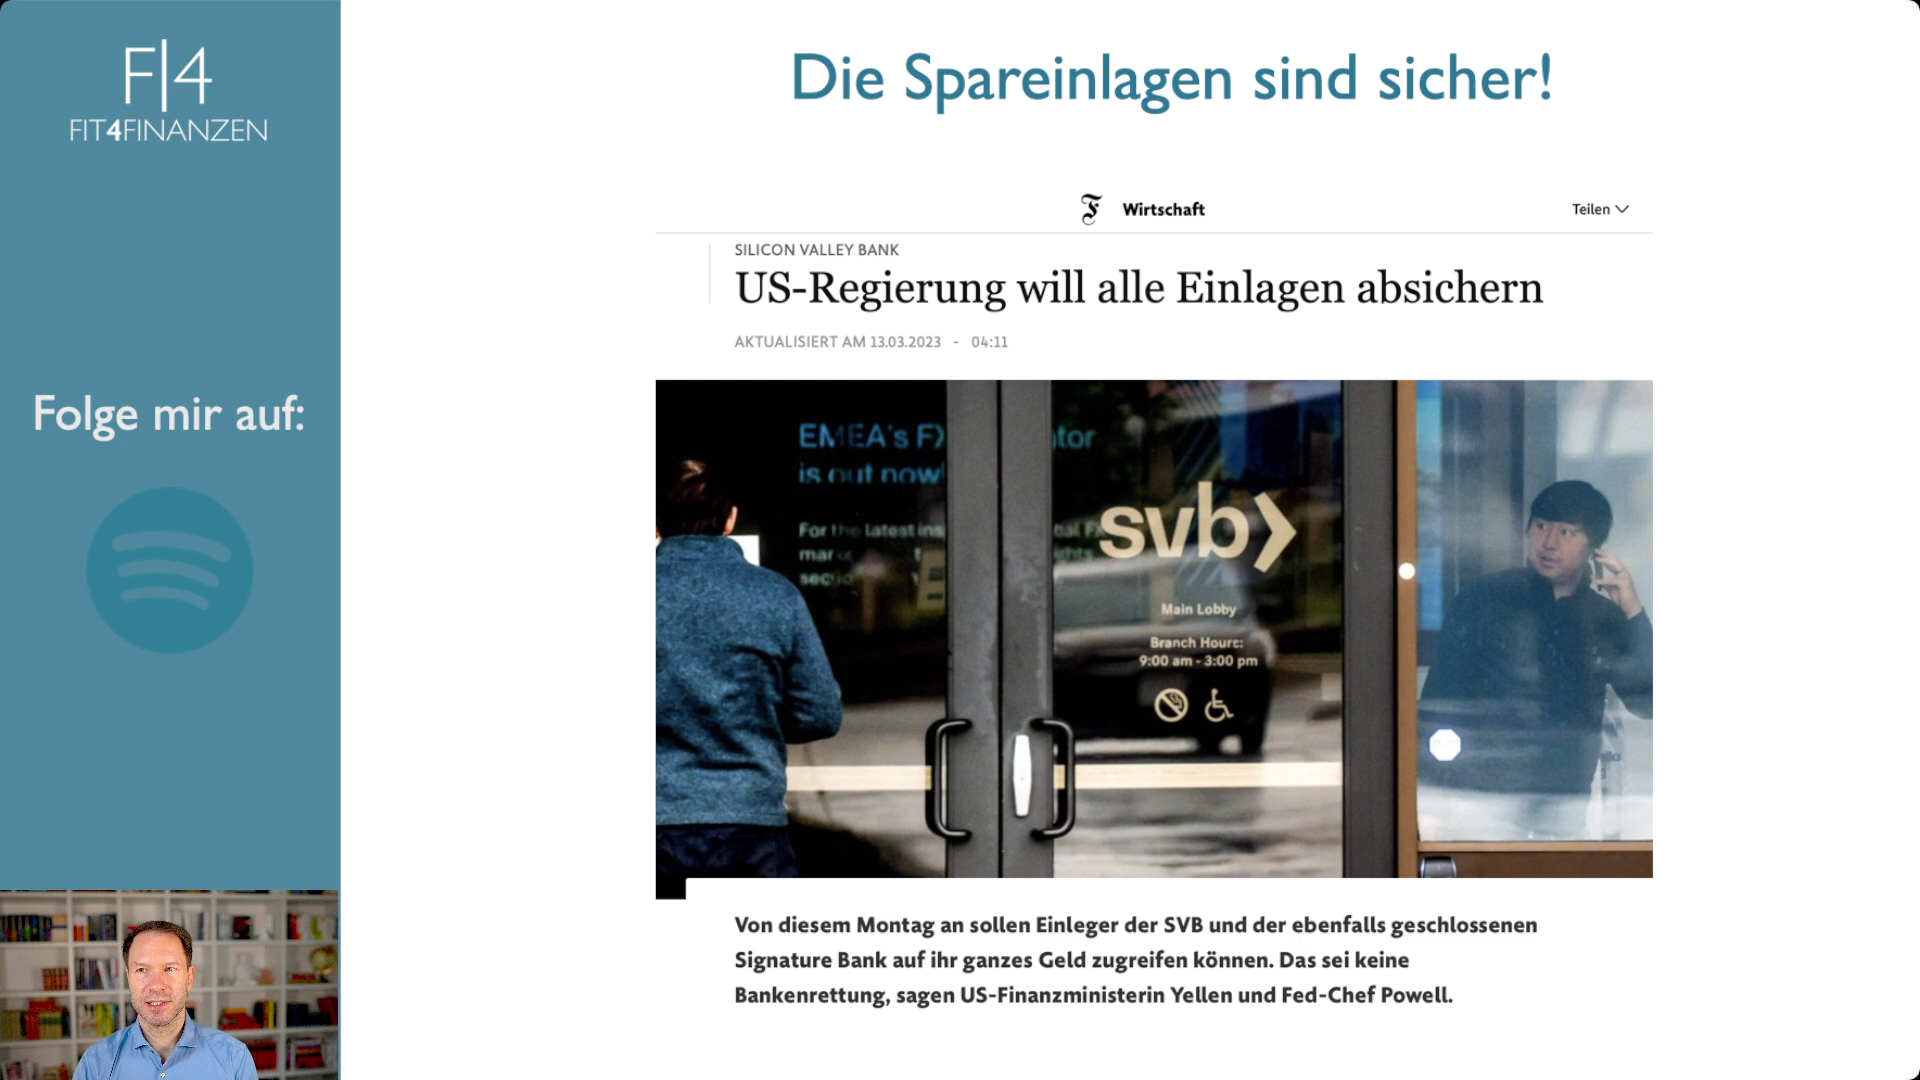 F|4
FIT4FINANZEN
Folge mir auf:
Die Spareinlagen sind sicher!
Wirtschaft
Teilen
SILICON VALLEY BANK
US-Regierung will alle Einlagen absichern
AKTUALISIERT AM 13.03.2023 - 04:11
EMEA's
is out now!
For the latest
svb
Main Lobby
Branch Hours:
9:00 am - 3:00 pm
Von diesem Montag an sollen Einleger der SVB und der ebenfalls geschlossenen
Signature Bank auf ihr ganzes Geld zugreifen können. Das sei keine
Bankenrettung, sagen US-Finanzministerin Yellen und Fed-Chef Powell.